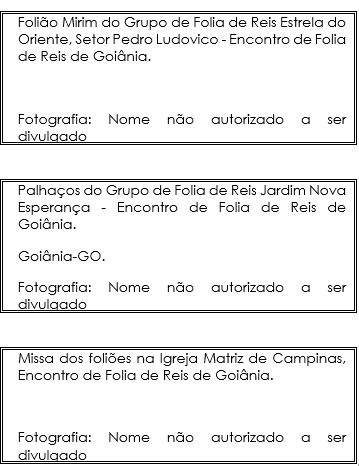 Folião Mirim do Grupo de Folia de Reis Estrela do
Oriente, Setor Pedro Ludovico - Encontro de Folia
de Reis de Goiânia.
Fotografia: Nome não autorizado a ser
divulgado
Palhaços do Grupo de Folia de Reis Jardim Nova
Esperança - Encontro de Folia de Reis de
Goiânia.
Goiânia-GO.
Fotografia: Nome não autorizado a ser
divulgado
Missa dos foliões na Igreja Matriz de Campinas,
Encontro de Folia de Reis de Goiânia.
Fotografia: Nome não autorizado a ser
divulgado